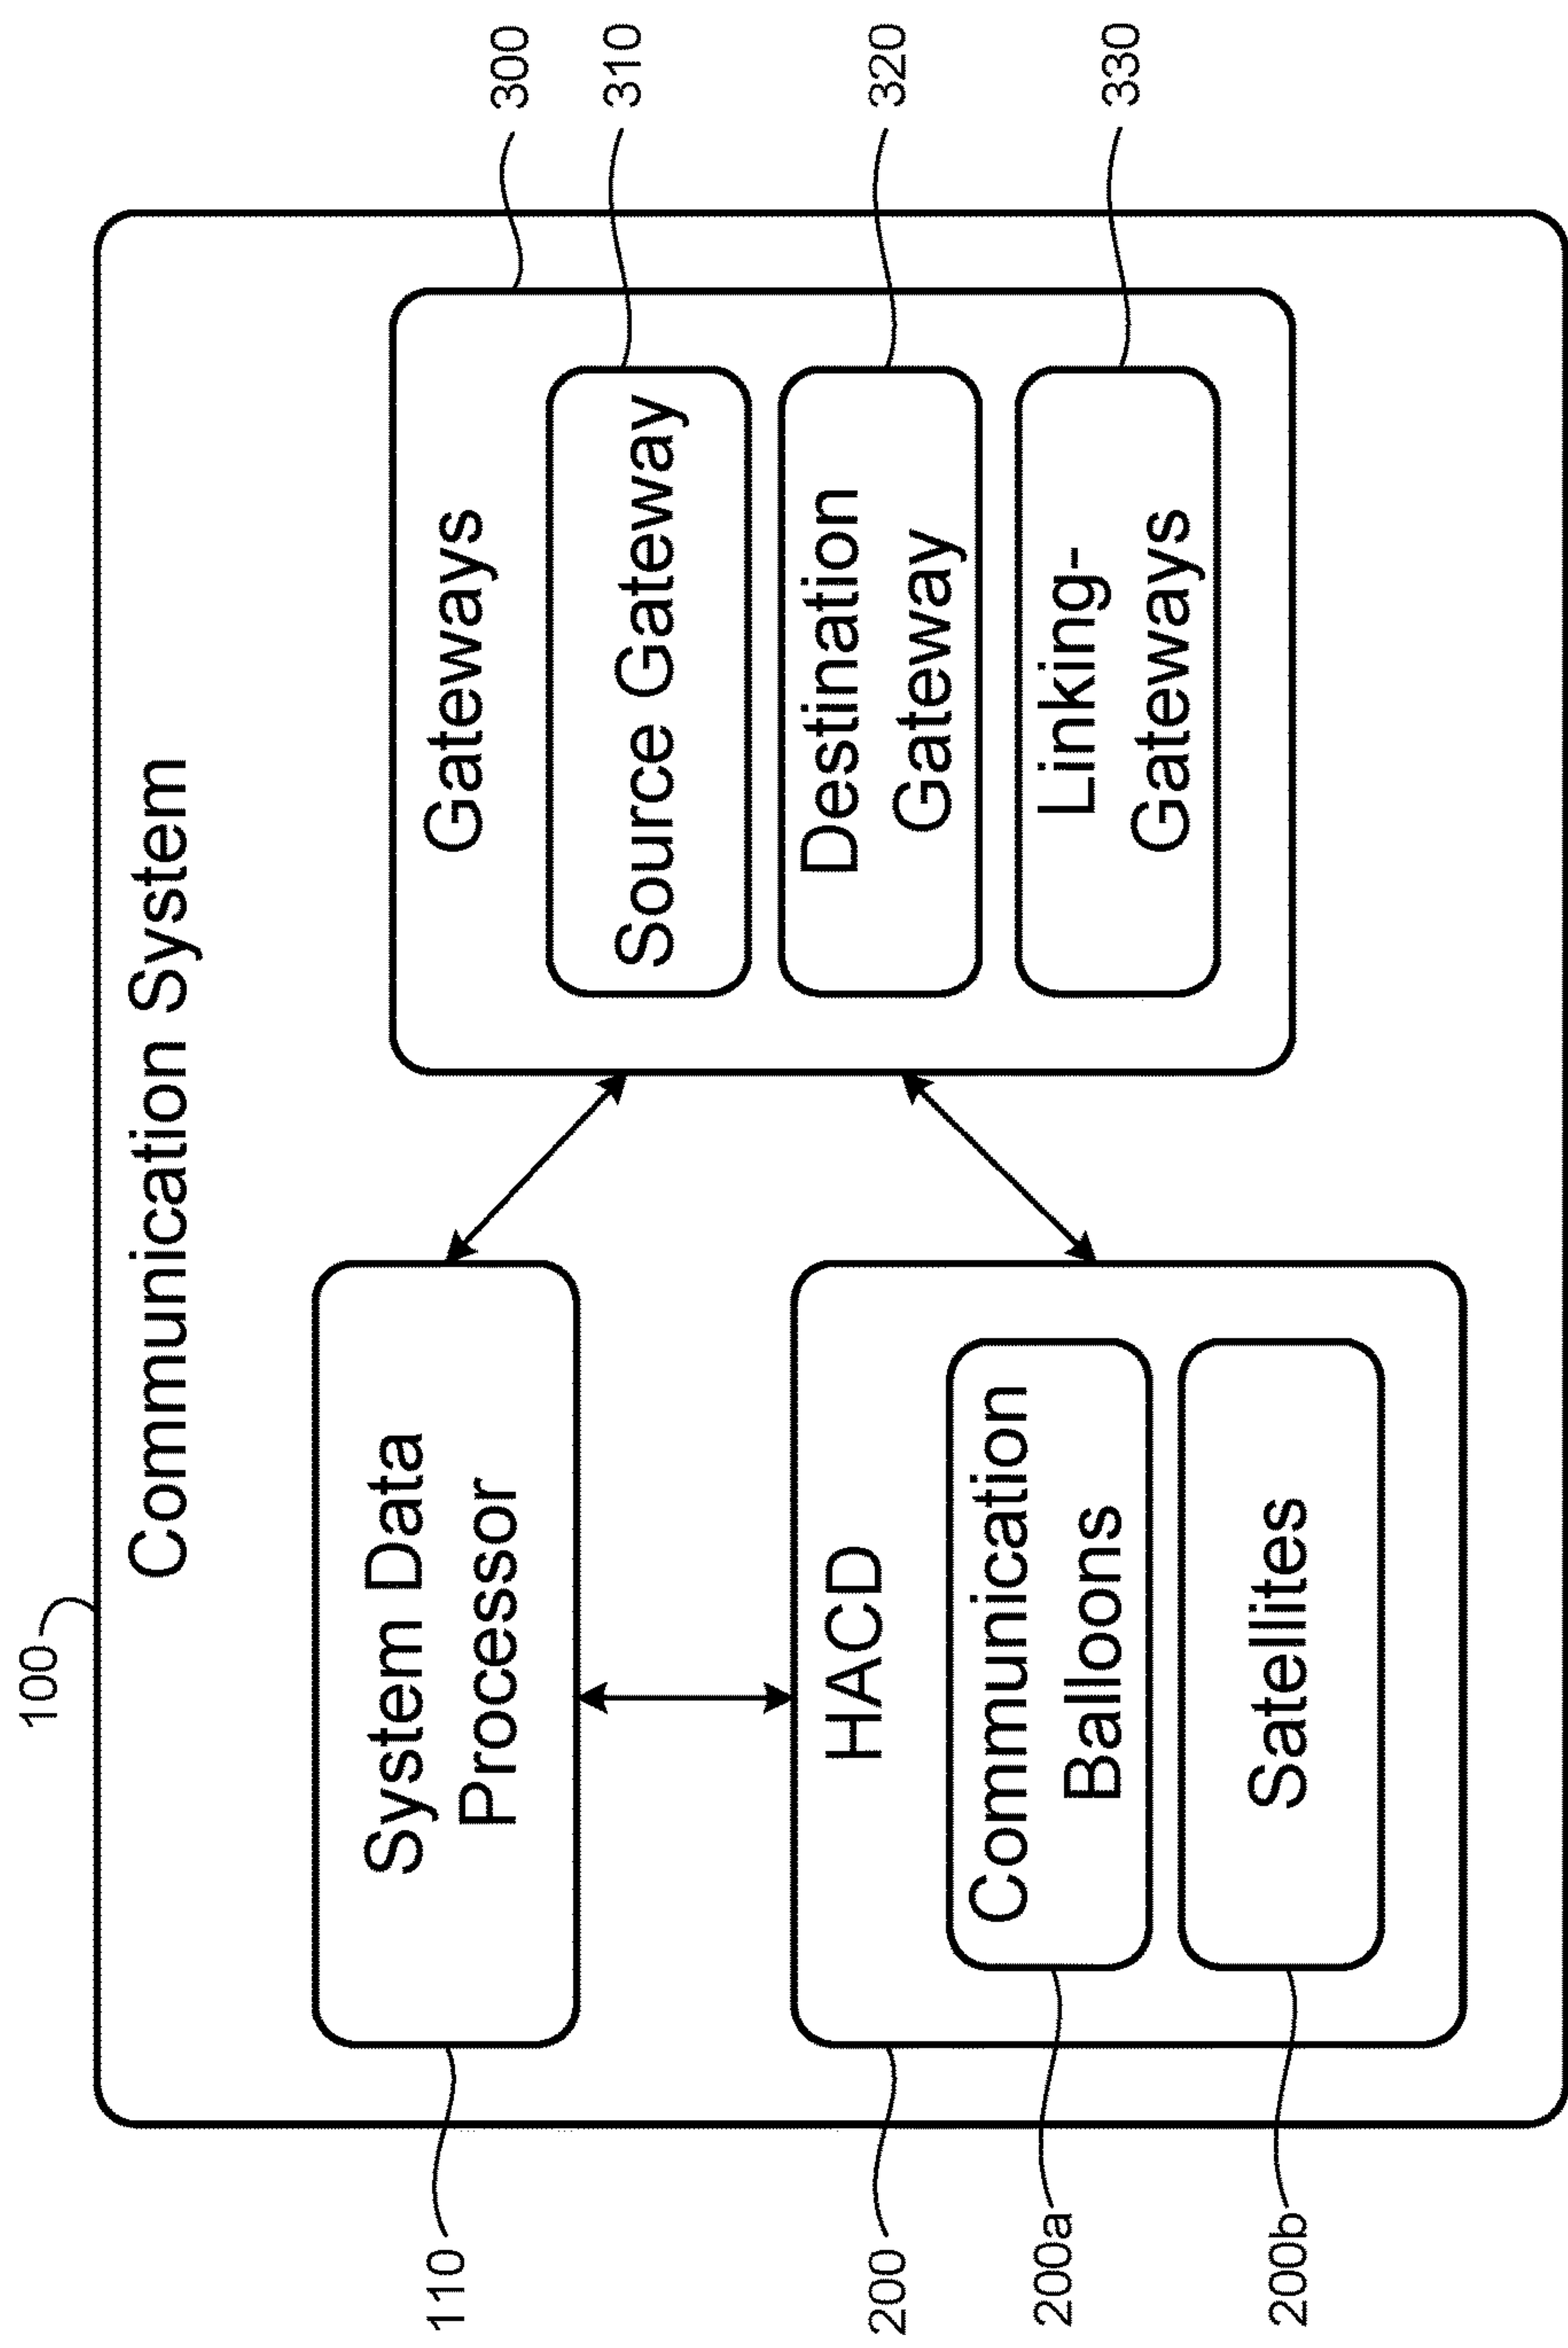 100
Communication System
110
System Data
Processor
200
HACD
200a
Communication
Balloons
200b
Satellites
Gateways
300
Source Gateway
310
Destination
Gateway
320
Linking-
Gateways
330